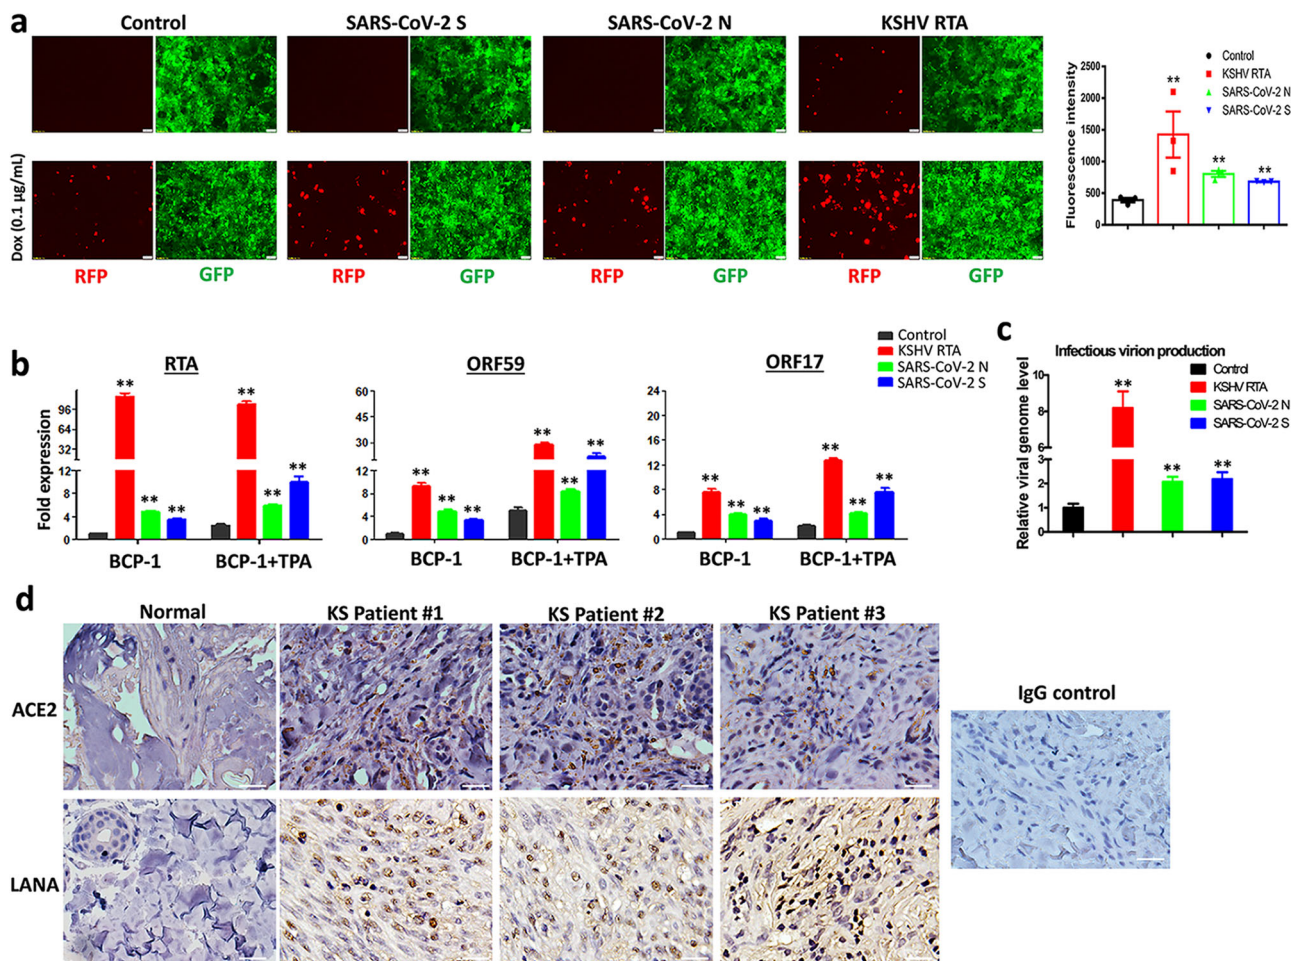 a
Control
SARS-CoV-2 S
SARS-CoV-2 N
KSHV RTA
Dox (0.1 µg/mL)
RFP
GFP
RFP
GFP
RFP
GFP
RFP
GFP
Control
KSHV RTA
SARS-CoV-2 N
SARS-CoV-2 S
Fluorescence intensity
2500
2000
1500
1000
500
0
**
**
**
b
Control
KSHV RTA
SARS-CoV-2 N
SARS-CoV-2 S
RTA
Fold expression
96
64
32
12
8
4
0
**
**
**
**
**
**
BCP-1
BCP-1+TPA
ORF59
60
45
30
12
8
4
0
**
**
**
**
**
**
BCP-1
BCP-1+TPA
ORF17
24
20
16
12
8
4
0
**
**
**
**
**
**
BCP-1
BCP-1+TPA
c
Infectious virion production
Control
KSHV RTA
SARS-CoV-2 N
SARS-CoV-2 S
Relative viral genome level
10
8
6
3
2
1
0
**
**
**
d
Normal
KS Patient #1
KS Patient #2
KS Patient #3
IgG control
ACE2
LANA